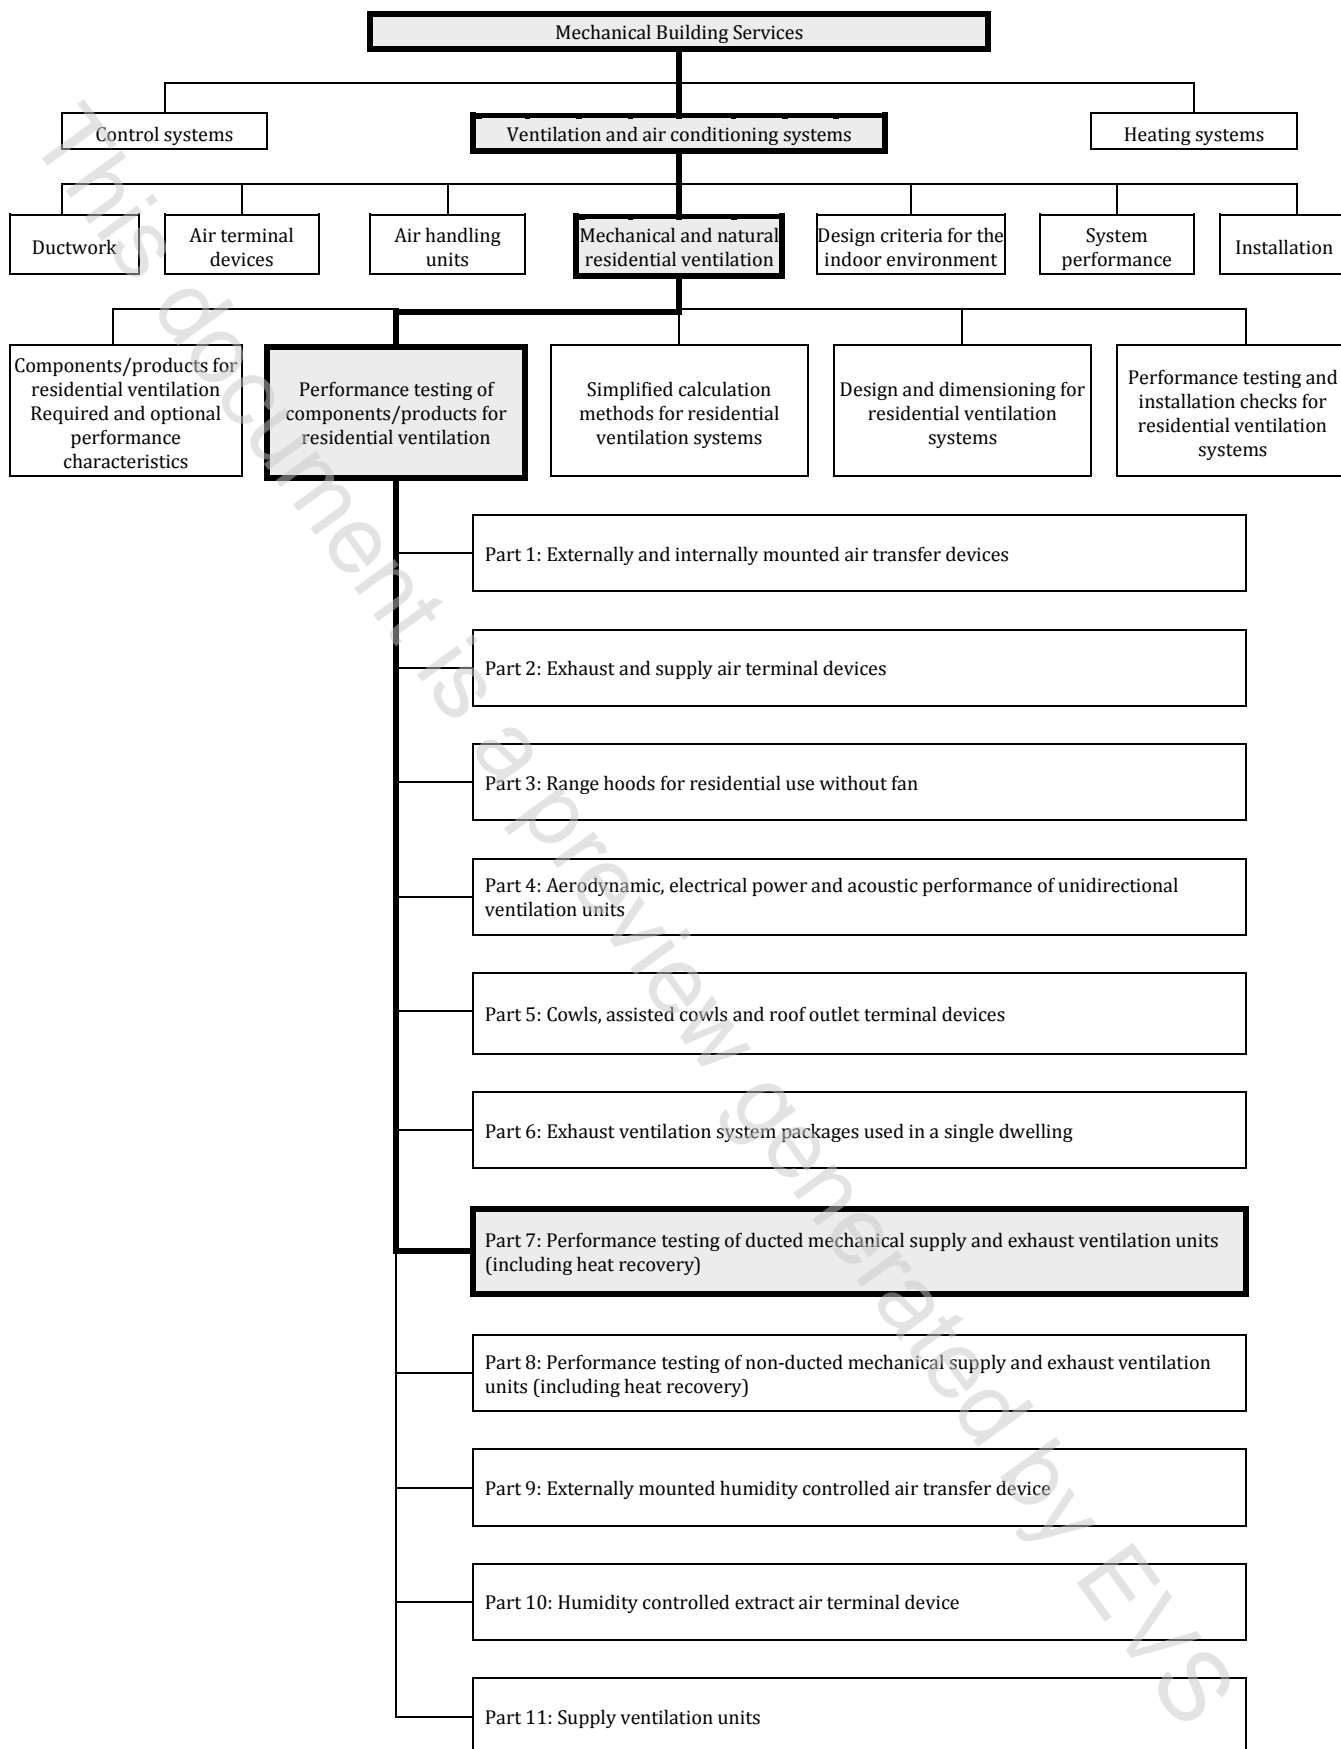 Mechanical Building Services
Control systems
Ventilation and air conditioning systems
Heating systems
Ductwork
Air terminal
devices
Air handling
units
Mechanical and natural
residential ventilation
Design criteria for the
indoor environment
System
performance
Installation
Components/products for
residential ventilation
Required and optional
performance
characteristics
Performance testing of
components/products for
residential ventilation
Simplified calculation
methods for residential
ventilation systems
Design and dimensioning for
residential ventilation
systems
Performance testing and
installation checks for
residential ventilation
systems
Part 1: Externally and internally mounted air transfer devices
Part 2: Exhaust and supply air terminal devices
Part 3: Range hoods for residential use without fan
Part 4: Aerodynamic, electrical power and acoustic performance of unidirectional
ventilation units
Part 5: Cowls, assisted cowls and roof outlet terminal devices
Part 6: Exhaust ventilation system packages used in a single dwelling
Part 7: Performance testing of ducted mechanical supply and exhaust ventilation units
(including heat recovery)
Part 8: Performance testing of non-ducted mechanical supply and exhaust ventilation
units (including heat recovery)
Part 9: Externally mounted humidity controlled air transfer device
Part 10: Humidity controlled extract air terminal device
Part 11: Supply ventilation units
This document is a preview generated by EVS